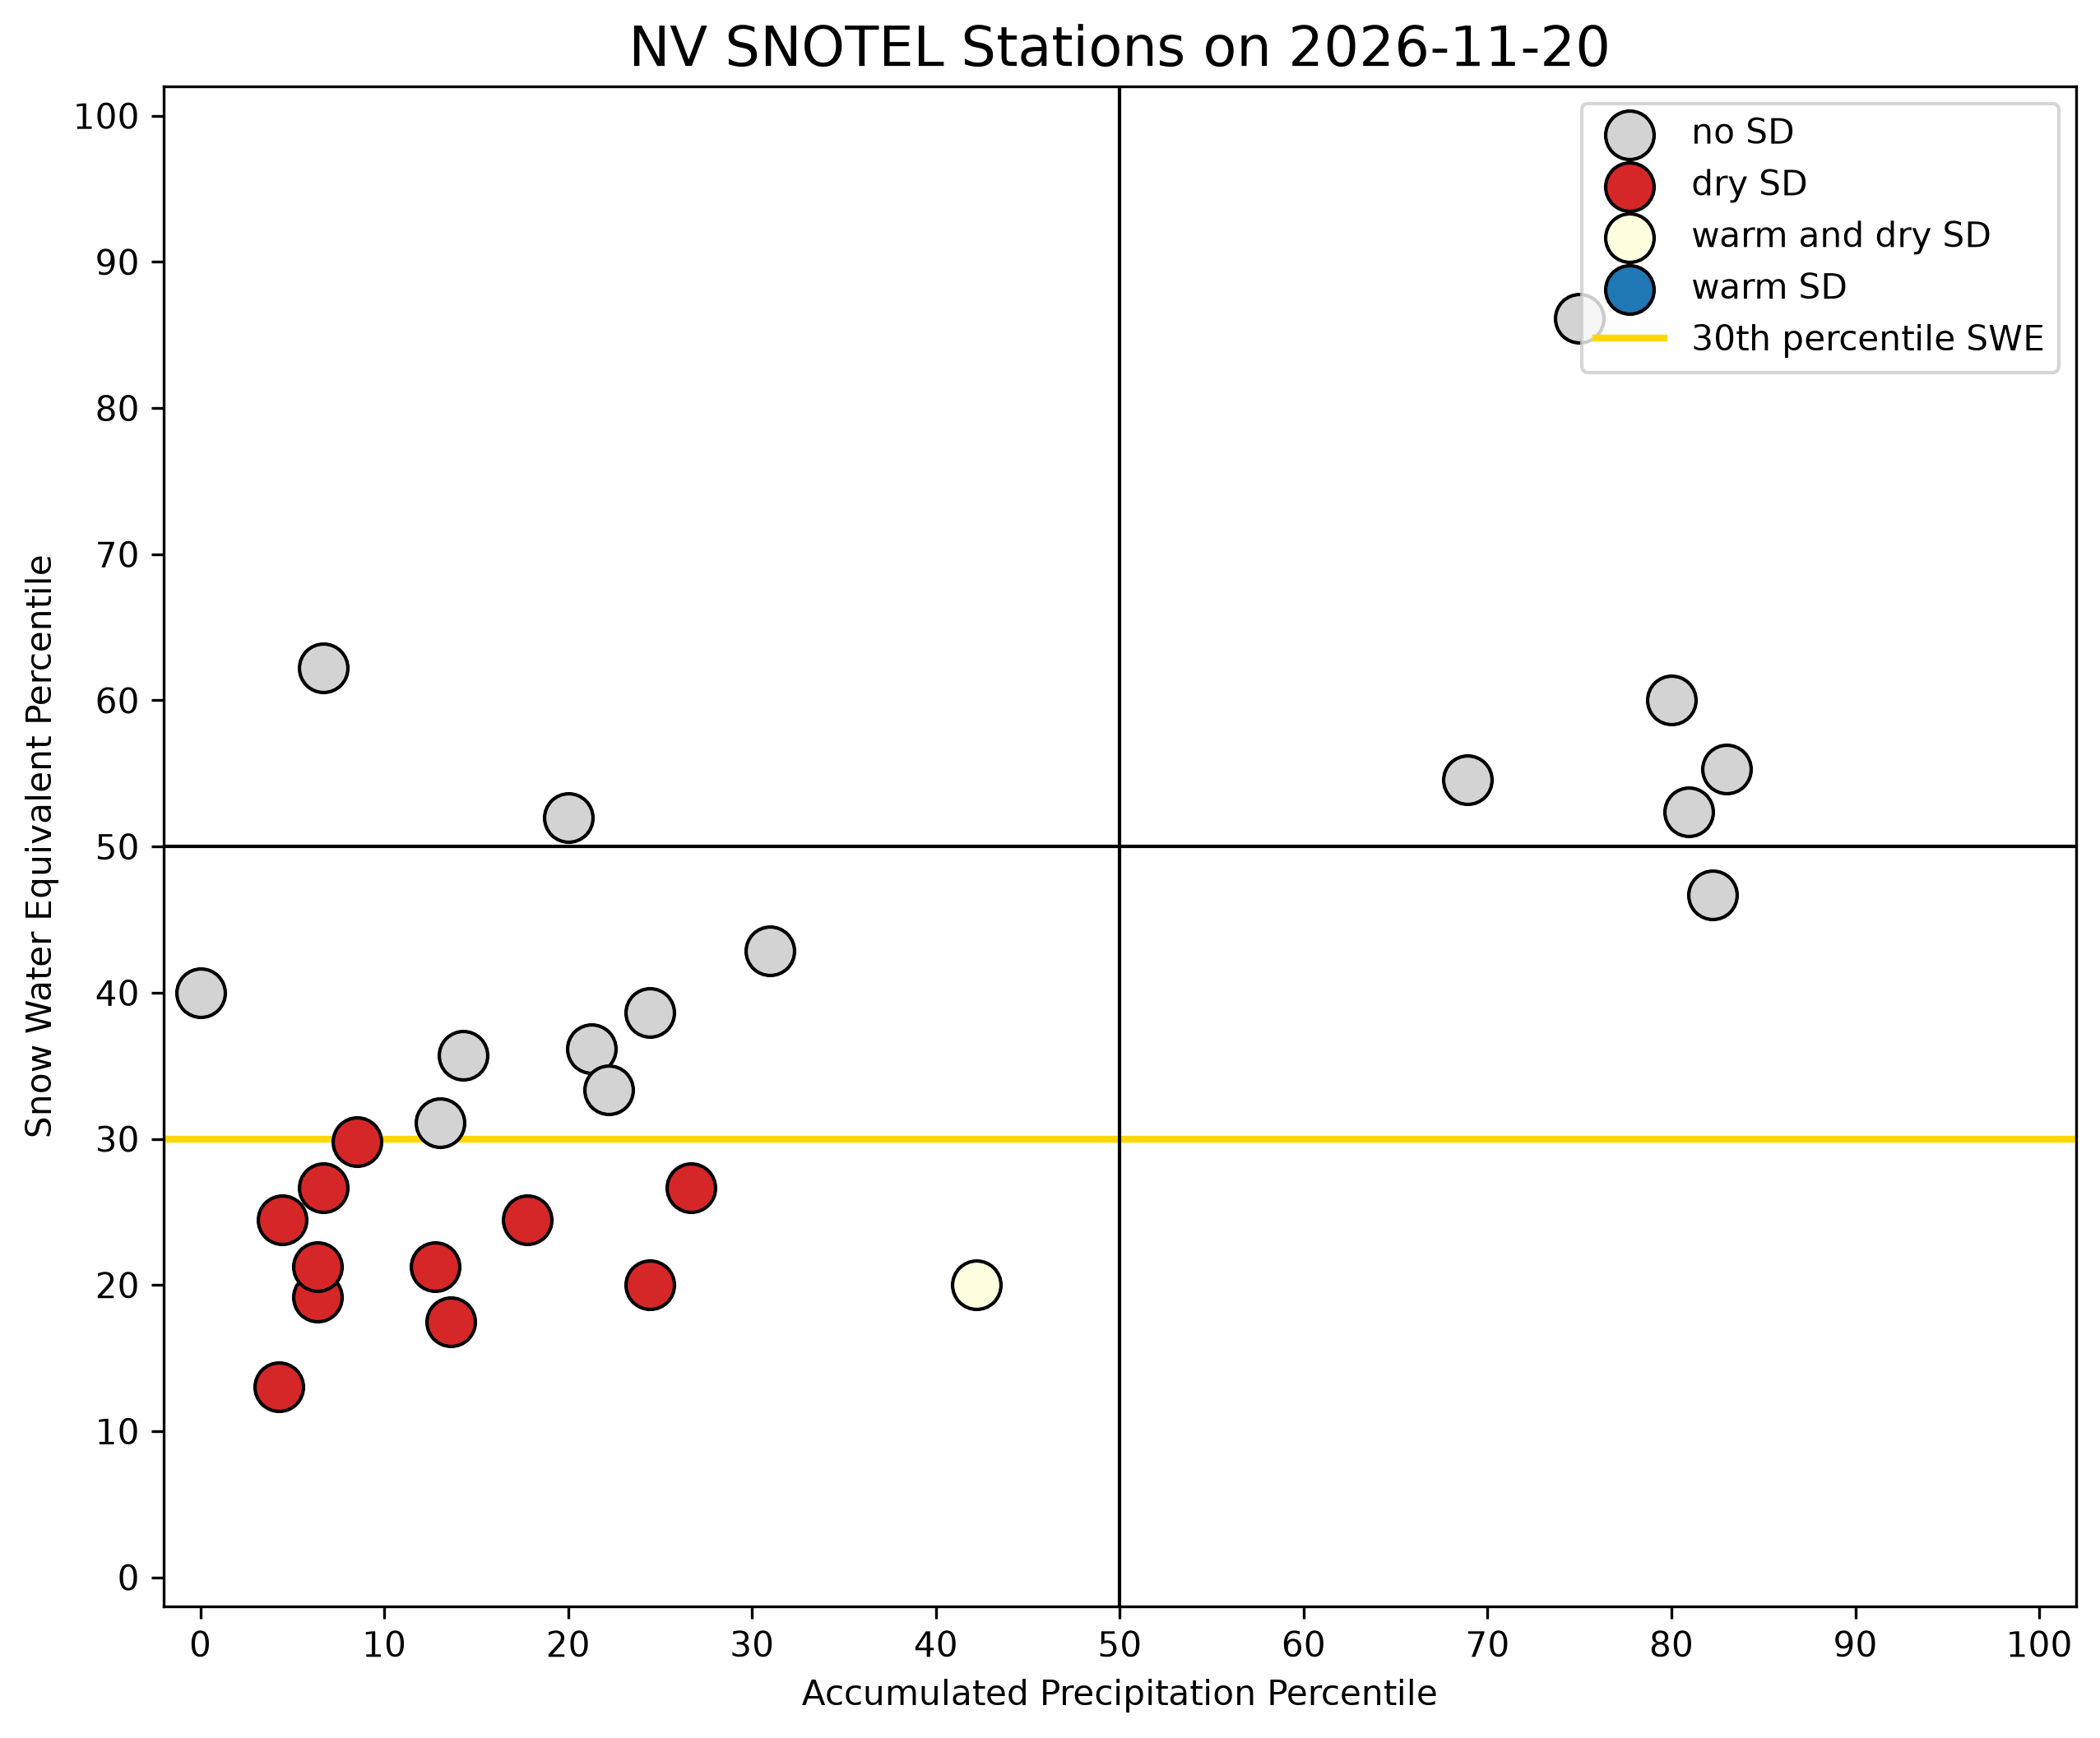 NV SNOTEL Stations on 2026-11-20
no SD
dry SD
warm and dry SD
warm SD
30th percentile SWE
Snow Water Equivalent Percentile
100
90
80
70
60
50
40
30
20
10
0
0 10 20 30 40 50 60 70 80 90 100
Accumulated Precipitation Percentile